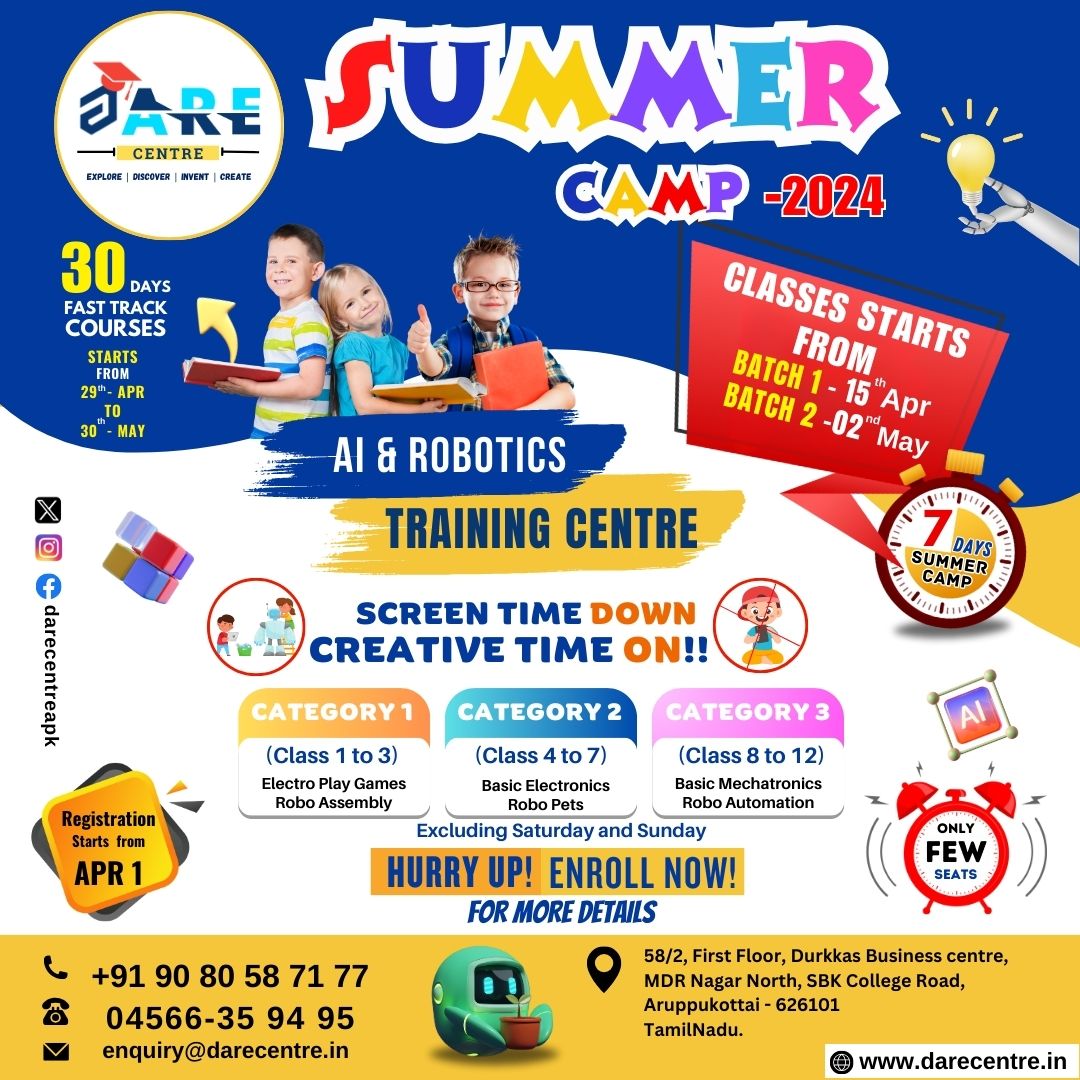 DARE
CENTRE
EXPLORE | DISCOVER | INVENT | CREATE
SUMMER
CAMP -2024
30 DAYS
FAST TRACK
COURSES
STARTS
FROM
29th - APR
TO
30th - MAY
CLASSES STARTS
FROM
BATCH 1 - 15th Apr
BATCH 2 -02nd May
7 DAYS
SUMMER
CAMP
AI & ROBOTICS
TRAINING CENTRE
darecentreapk
SCREEN TIME DOWN
CREATIVE TIME ON!!
CATEGORY 1
(Class 1 to 3)
Electro Play Games
Robo Assembly
CATEGORY 2
(Class 4 to 7)
Basic Electronics
Robo Pets
CATEGORY 3
(Class 8 to 12)
Basic Mechatronics
Robo Automation
AI
Excluding Saturday and Sunday
Registration
Starts from
APR 1
HURRY UP! ENROLL NOW!
FOR MORE DETAILS
ONLY
FEW
SEATS
+91 90 80 58 71 77
04566-35 94 95
enquiry@darecentre.in
58/2, First Floor, Durkkas Business centre,
MDR Nagar North, SBK College Road,
Aruppukottai - 626101
TamilNadu.
www.darecentre.in